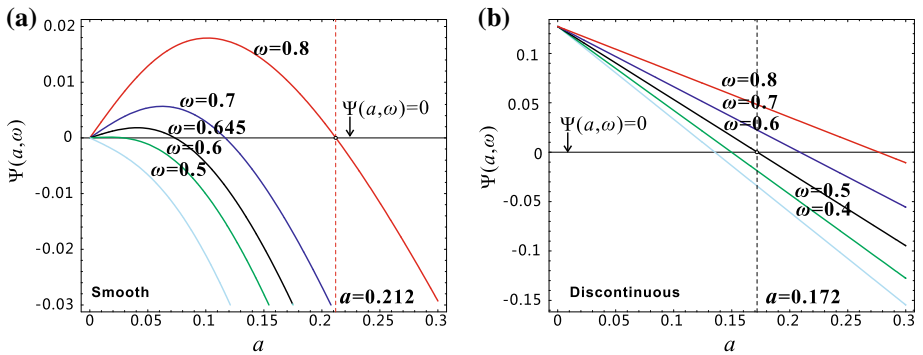 (a)
0.02
0.01
0
-0.01
-0.02
-0.03
Ψ(a,ω)
ω=0.8
ω=0.7
ω=0.645
ω=0.6
ω=0.5
Ψ(a,ω)=0
Smooth
a=0.212
0 0.05 0.1 0.15 0.2 0.25 0.3
a
(b)
0.1
0.05
0
-0.05
-0.1
-0.15
Ψ(a,ω)
ω=0.8
ω=0.7
ω=0.6
Ψ(a,ω)=0
ω=0.5
ω=0.4
Discontinuous
a=0.172
0 0.05 0.1 0.15 0.2 0.25 0.3
a